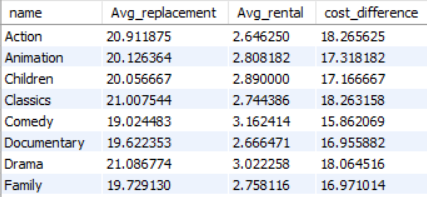 name Avg_replacement Avg_rental cost_difference
Action 20.911875 2.646250 18.265625
Animation 20.126364 2.808182 17.318182
Children 20.056667 2.890000 17.166667
Classics 21.007544 2.744386 18.263158
Comedy 19.024483 3.162414 15.862069
Documentary 19.622353 2.666471 16.955882
Drama 21.086774 3.022258 18.064516
Family 19.729130 2.758116 16.971014